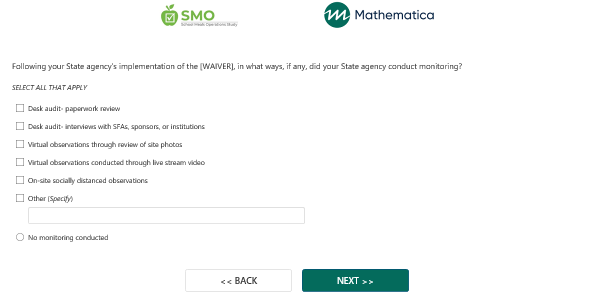 SMO
School Meals Operations Study
Mathematica
Following your State agency's implementation of the [WAIVER], in what ways, if any, did your State agency conduct monitoring?
SELECT ALL THAT APPLY
Desk audit- paperwork review
Desk audit- interviews with SFAs, sponsors, or institutions
Virtual observations through review of site photos
Virtual observations conducted through live stream video
On-site socially distanced observations
Other (Specify)
No monitoring conducted
<< BACK
NEXT >>